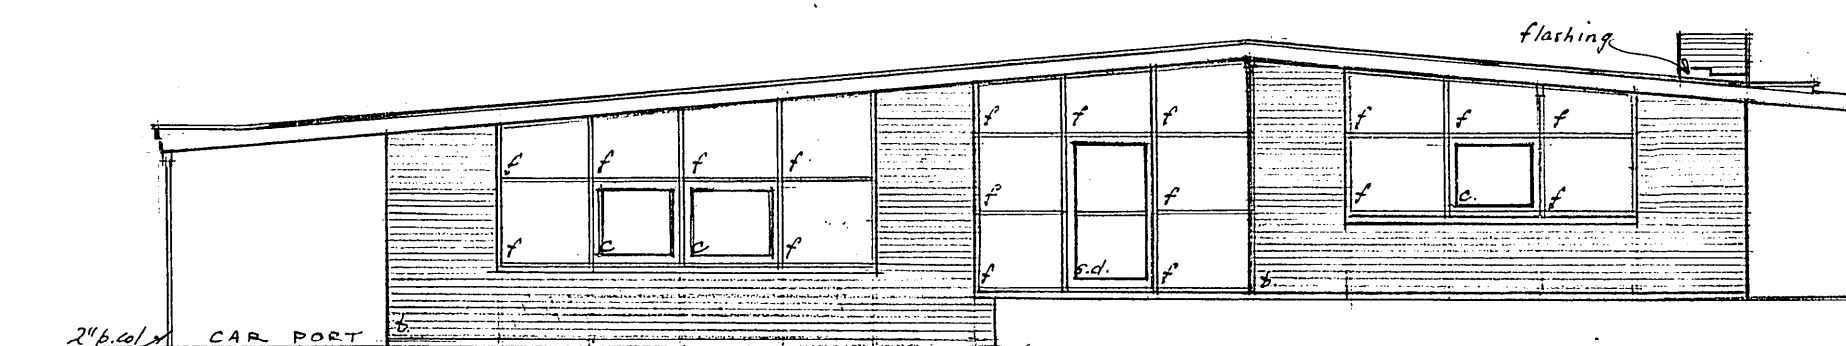 flashing
f f f
f f f
f f f f
f f
f c. f
f c c f
f s.d. f
b.
b.
2" p.col CAR PORT